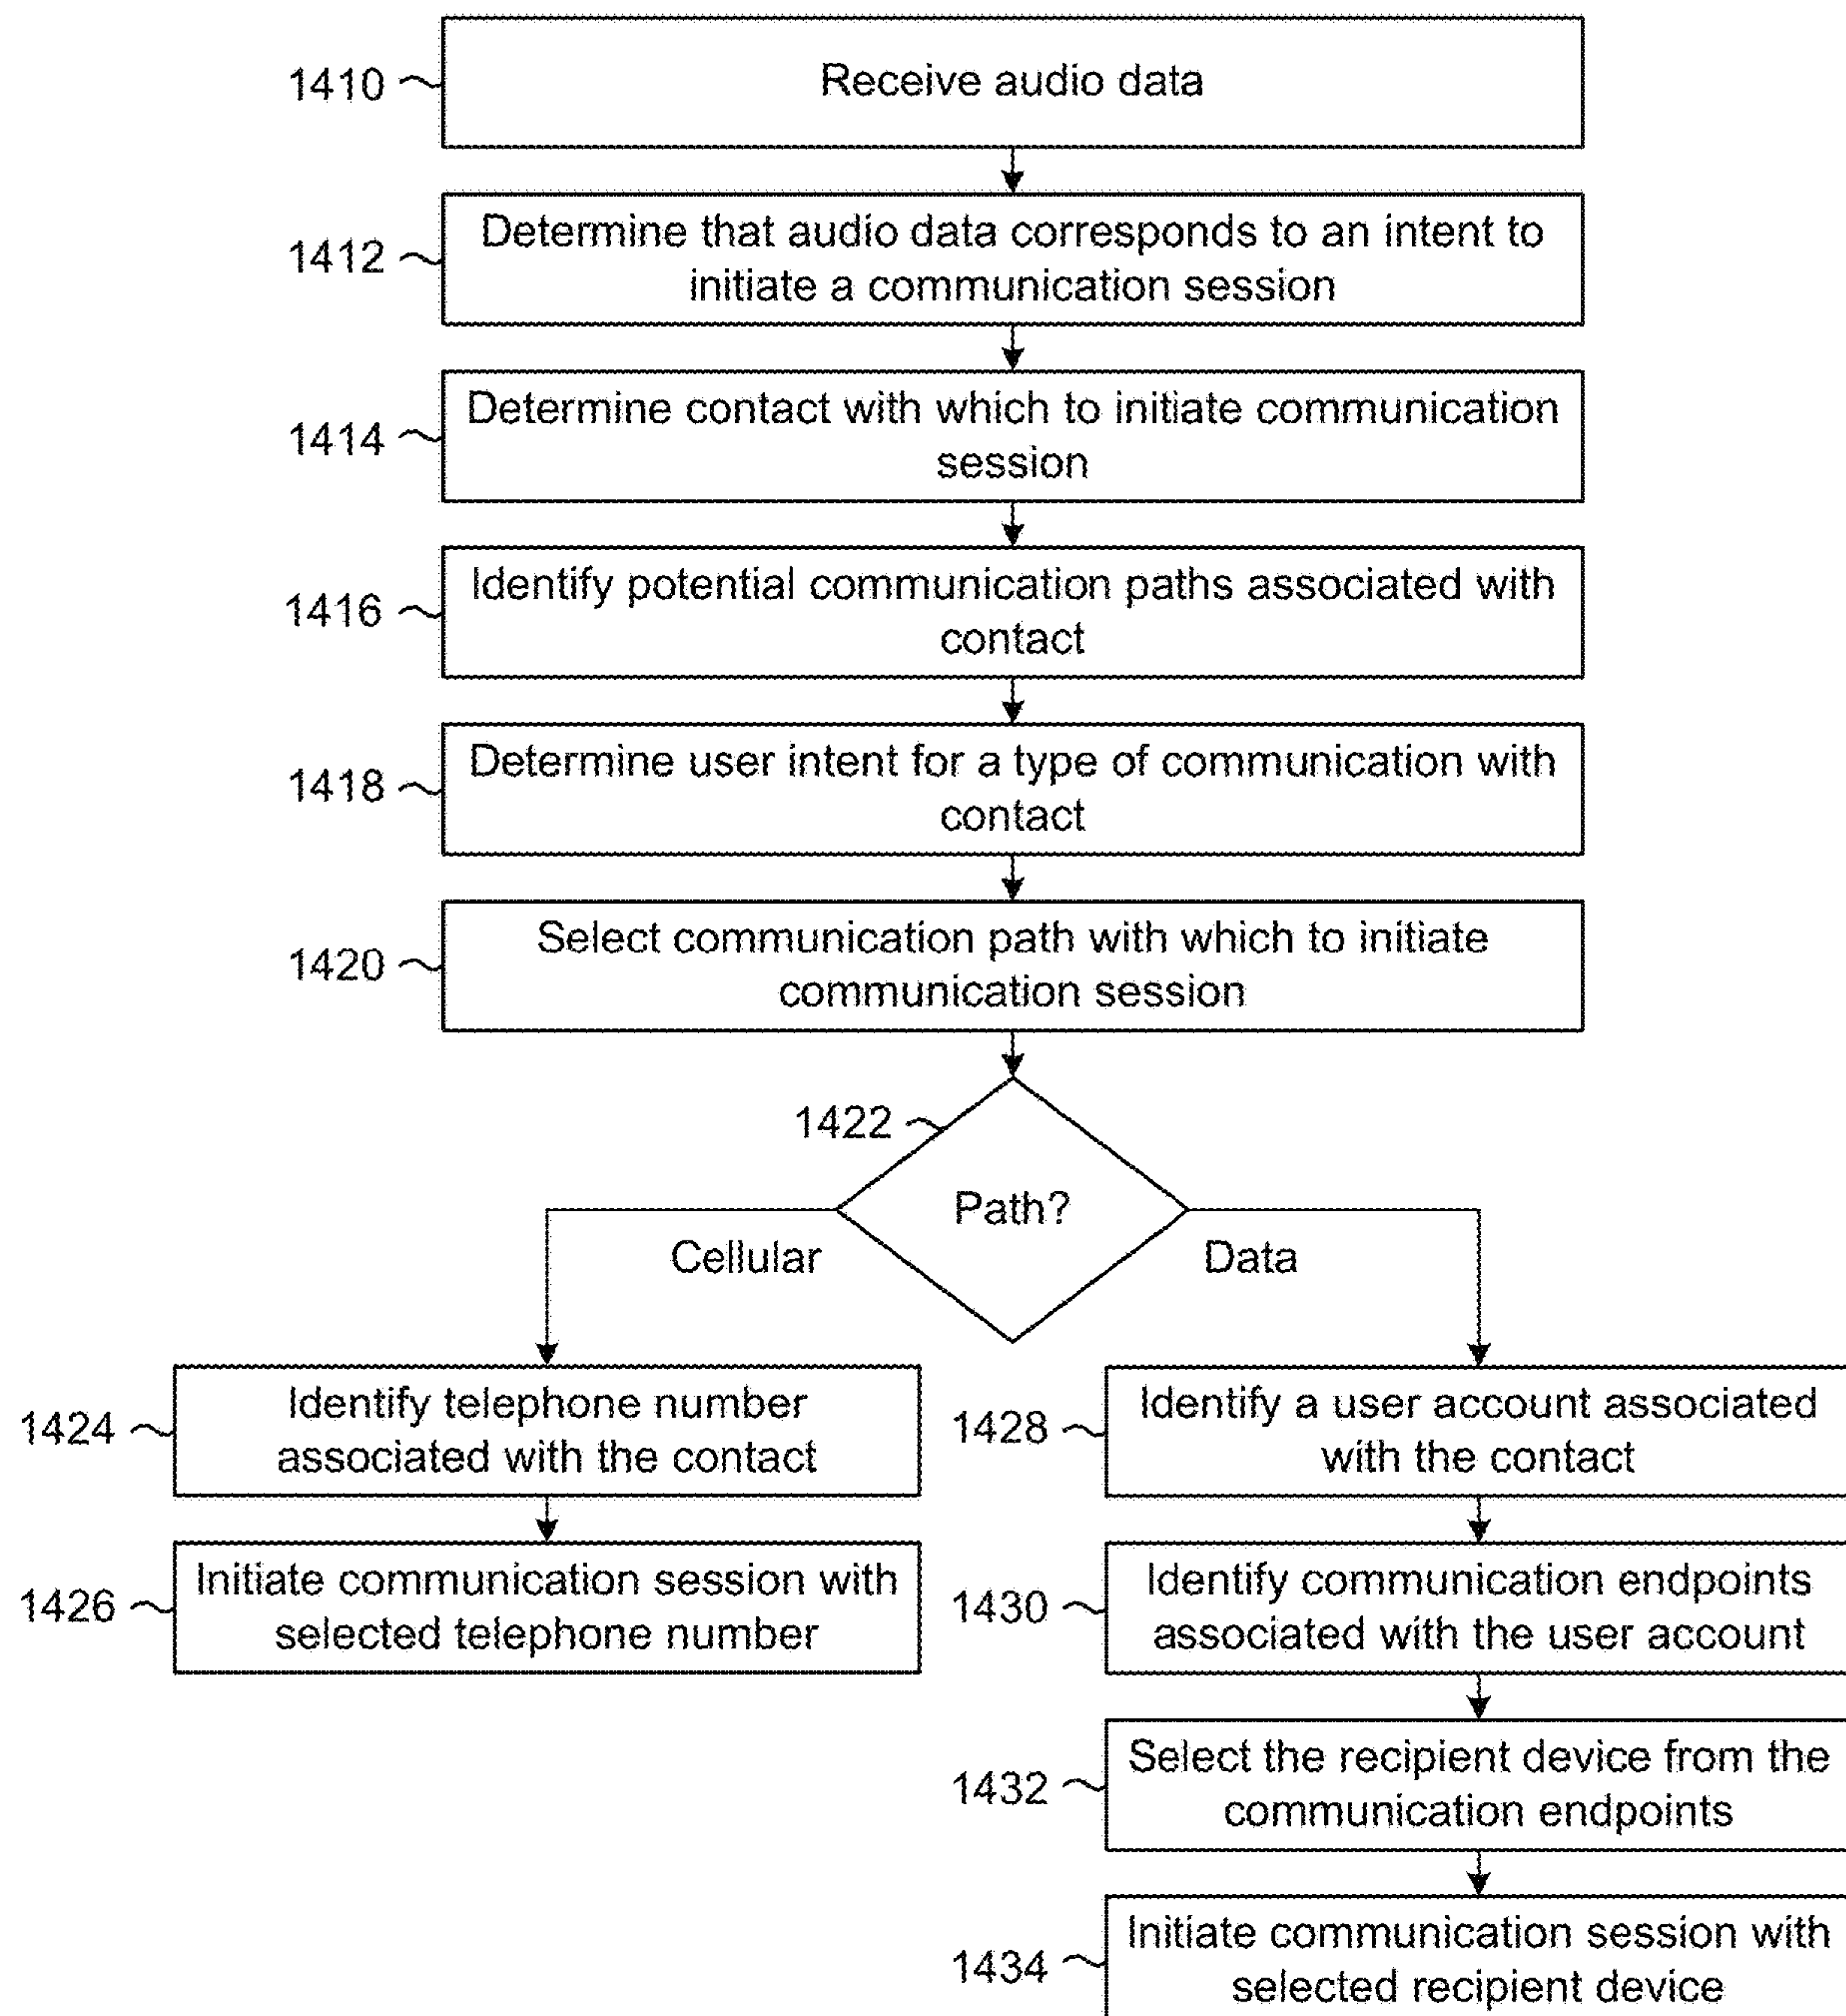 1410
Receive audio data
1412
Determine that audio data corresponds to an intent to
initiate a communication session
1414
Determine contact with which to initiate communication
session
1416
Identify potential communication paths associated with
contact
1418
Determine user intent for a type of communication with
contact
1420
Select communication path with which to initiate
communication session
1422
Path?
Cellular
Data
1424
Identify telephone number
associated with the contact
1426
Initiate communication session with
selected telephone number
1428
Identify a user account associated
with the contact
1430
Identify communication endpoints
associated with the user account
1432
Select the recipient device from the
communication endpoints
1434
Initiate communication session with
selected recipient device